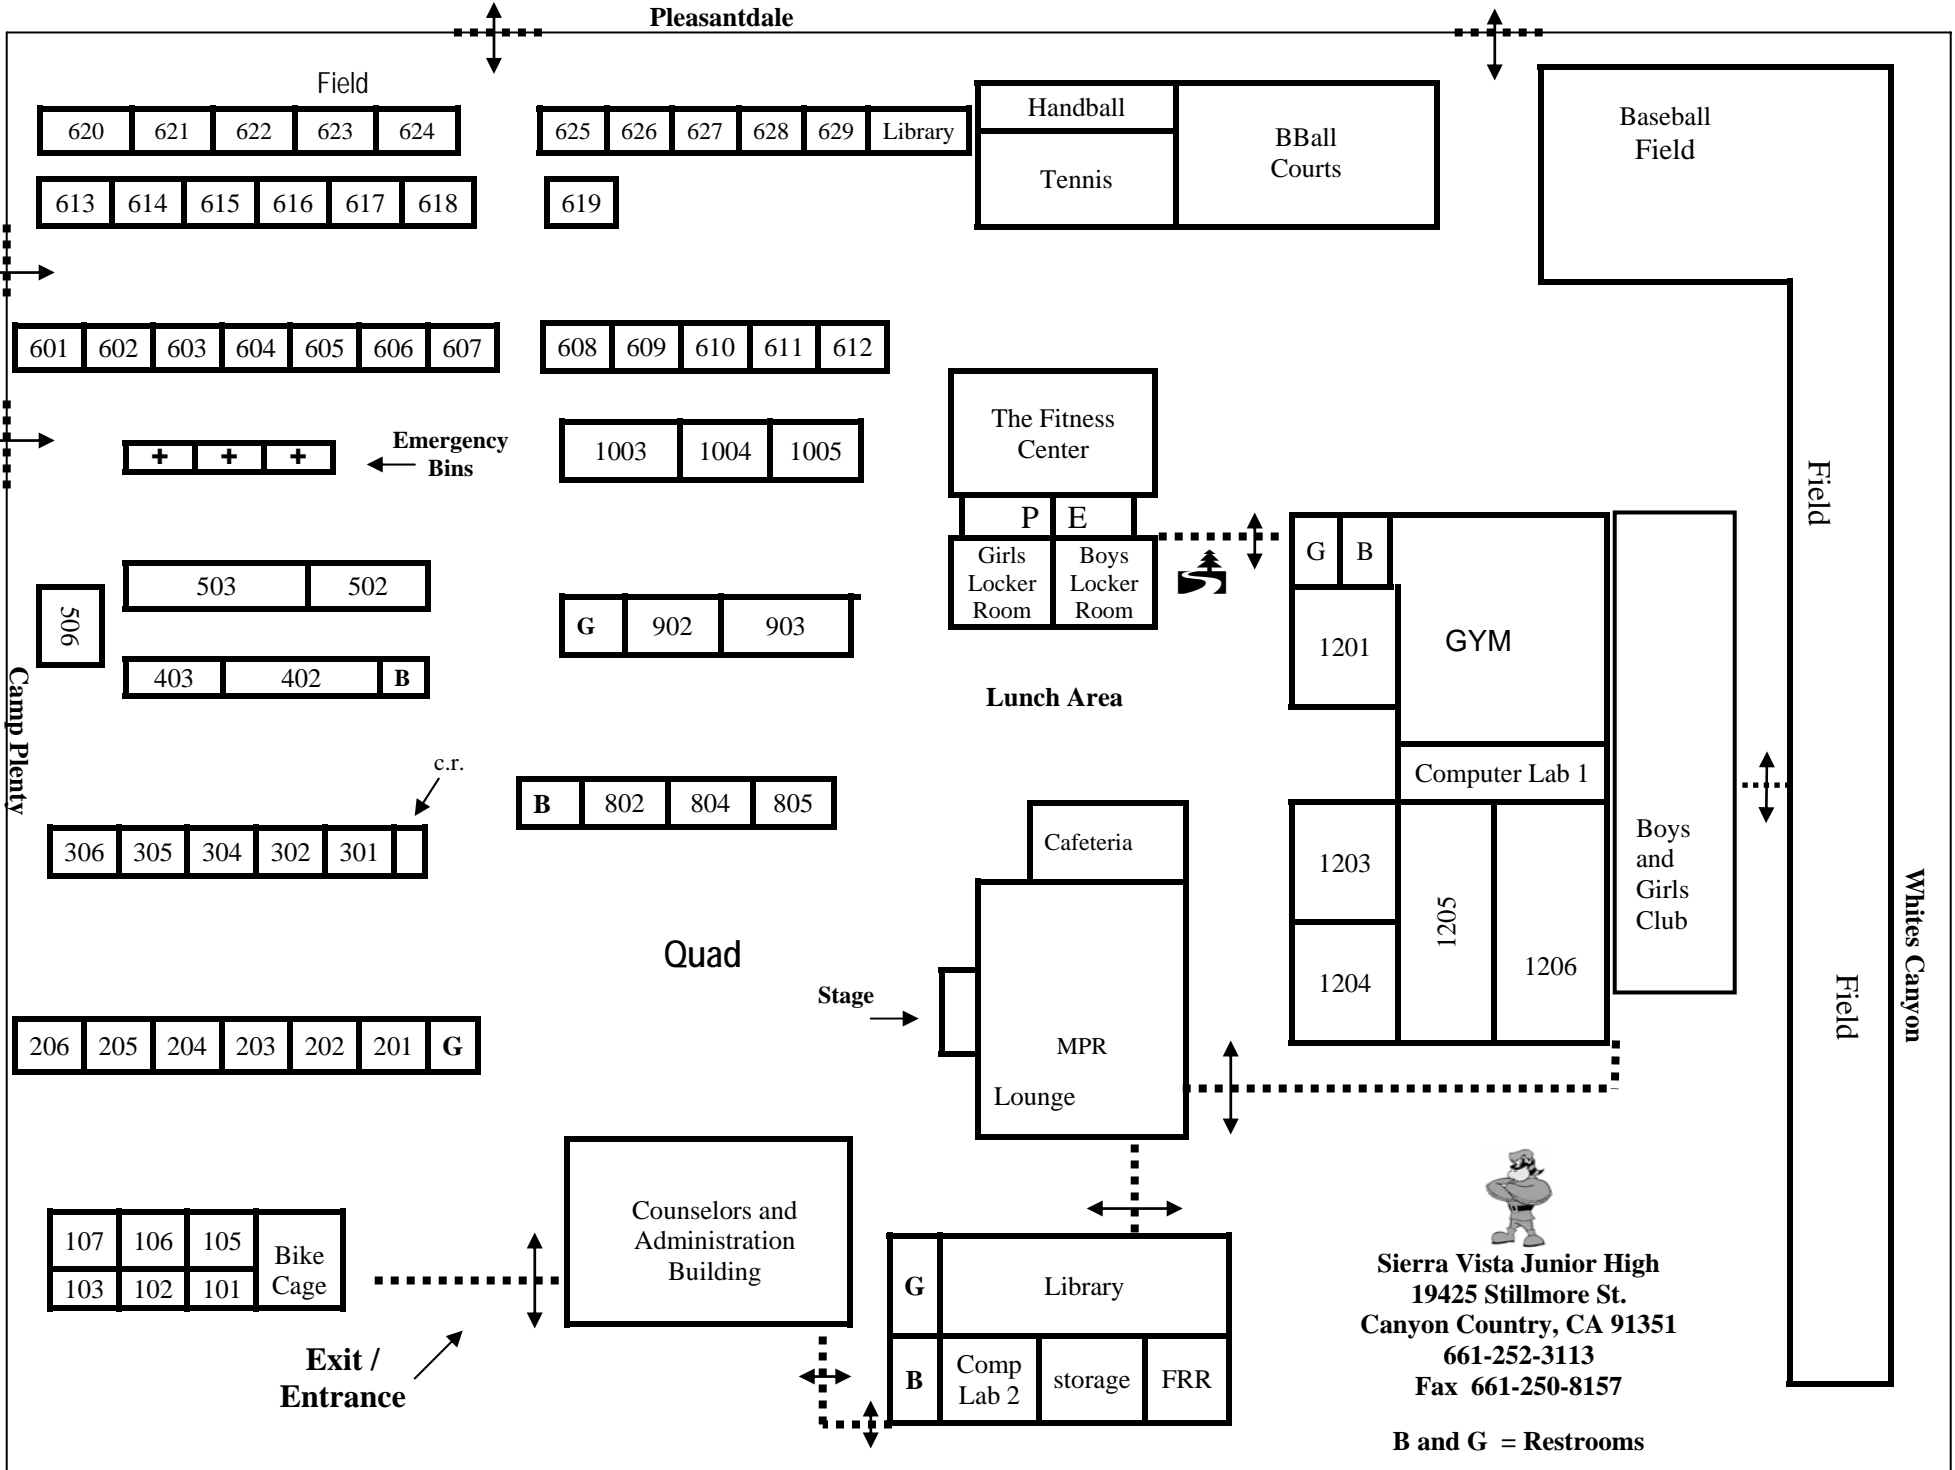 Pleasantdale
Field
620 621 622 623 624
625 626 627 628 629 Library
Handball
Tennis
BBall
Courts
Baseball
Field
613 614 615 616 617 618
619
601 602 603 604 605 606 607
608 609 610 611 612
Emergency
Bins
1003 1004 1005
The Fitness
Center
P E
Girls
Locker
Room
Boys
Locker
Room
Field
G B
1201
GYM
503 502
506
403 402 B
G 902 903
Lunch Area
Camp Plenty
c.r.
306 305 304 302 301
B 802 804 805
Computer Lab 1
Cafeteria
1203
1204
1205
1206
Boys
and
Girls
Club
Whites Canyon
Field
Quad
Stage
MPR
Lounge
206 205 204 203 202 201 G
107 106 105
103 102 101
Bike
Cage
Counselors and
Administration
Building
Exit /
Entrance
G Library
B
Comp
Lab 2
storage
FRR
Sierra Vista Junior High
19425 Stillmore St.
Canyon Country, CA 91351
661-252-3113
Fax 661-250-8157
B and G = Restrooms